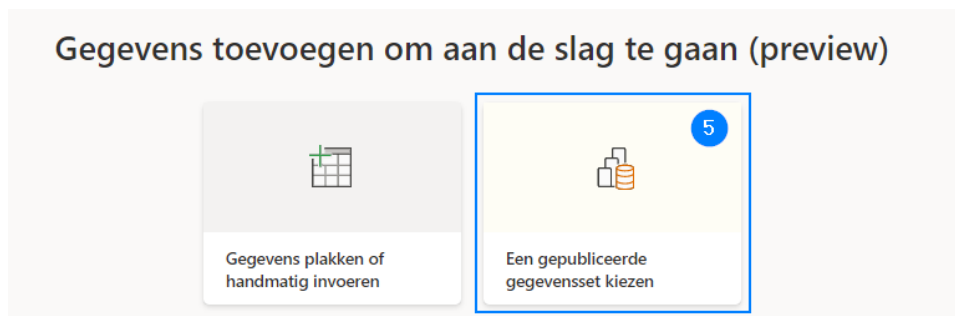 Gegevens toevoegen om aan de slag te gaan (preview)
5
Gegevens plakken of
handmatig invoeren
Een gepubliceerde
gegevensset kiezen